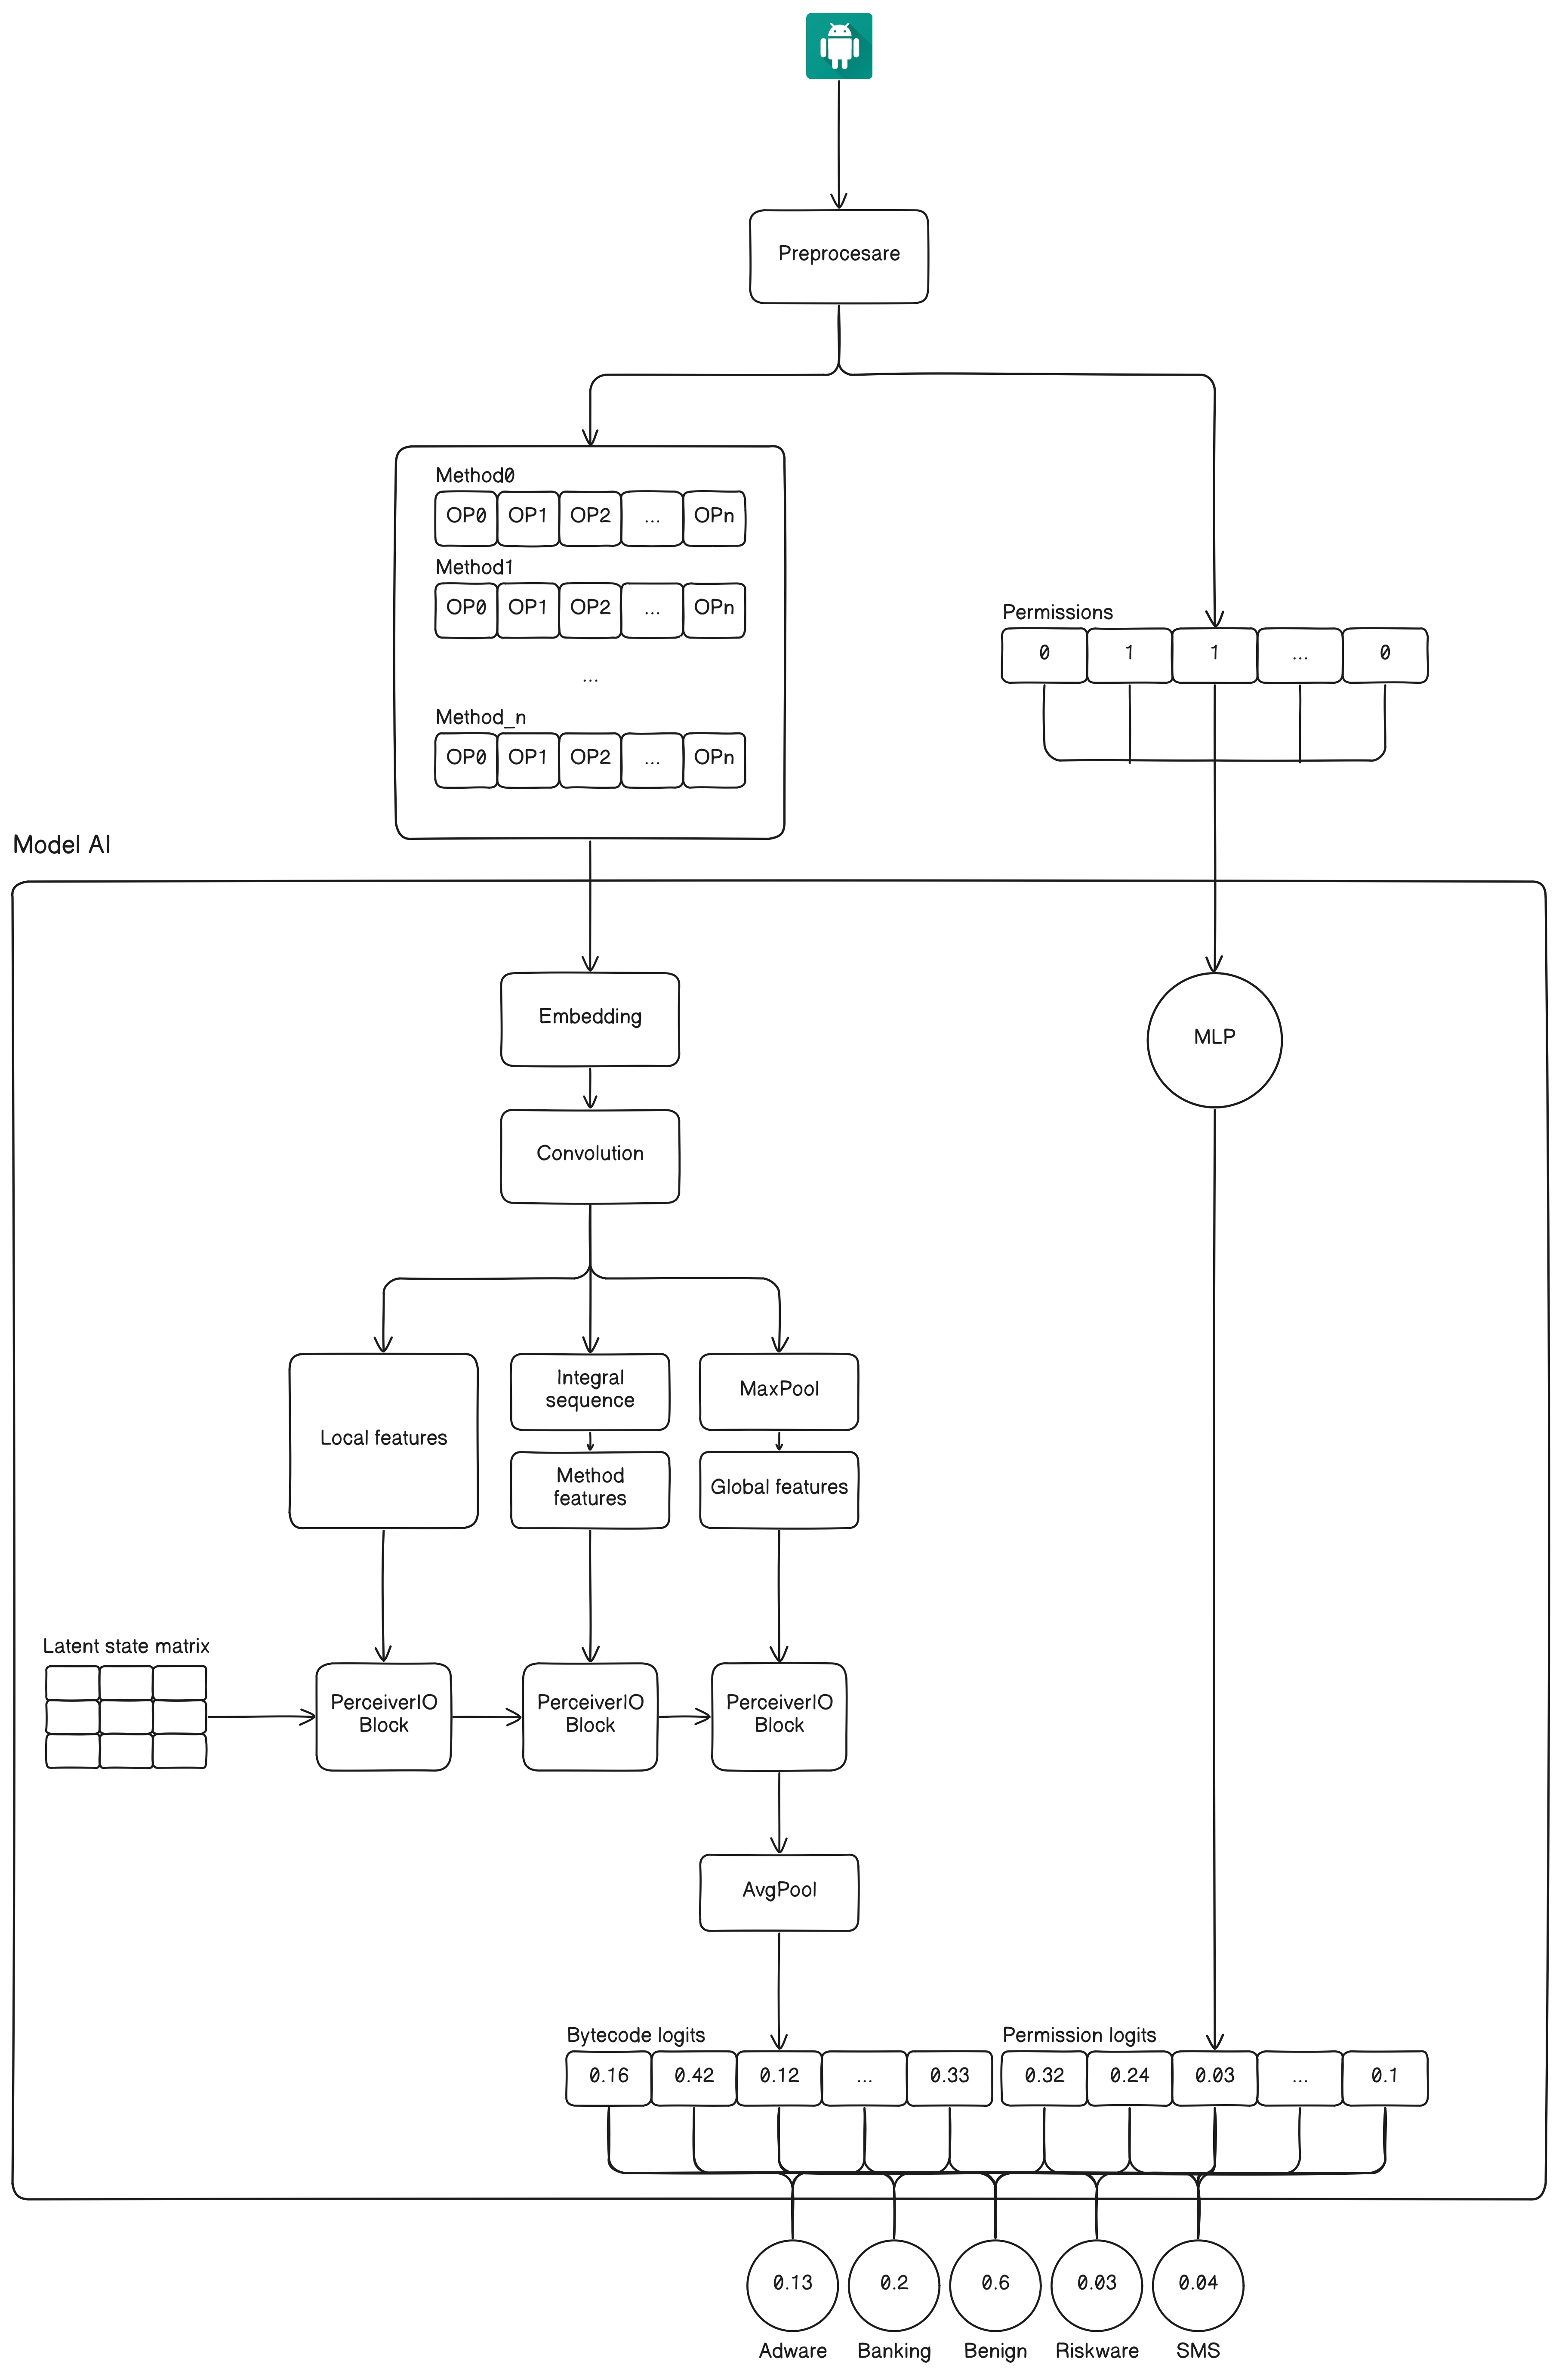 Preprocesare
Method0
OP0 OP1 OP2 ... OPn
Method1
OP0 OP1 OP2 ... OPn
...
Method_n
OP0 OP1 OP2 ... OPn
Permissions
0 1 1 ... 0
Model AI
Embedding
MLP
Convolution
Local features
Integral
sequence
Method
features
MaxPool
Global features
Latent state matrix
PerceiverIO
Block
PerceiverIO
Block
PerceiverIO
Block
AvgPool
Bytecode logits
0.16 0.42 0.12 ... 0.33
Permission logits
0.32 0.24 0.03 ... 0.1
0.13 0.2 0.6 0.03 0.04
Adware Banking Benign Riskware SMS